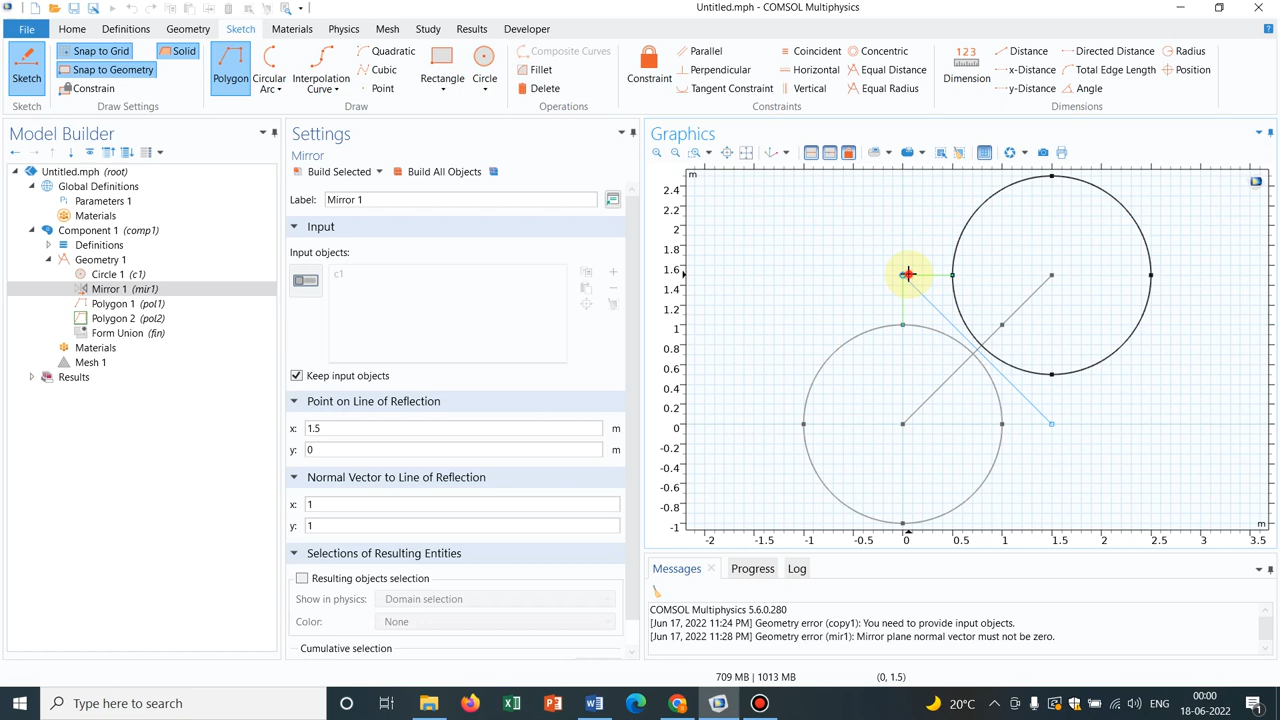 Untitled.mph - COMSOL Multiphysics
File Home Definitions Geometry Sketch Materials Physics Mesh Study Results Developer
Sketch
Snap to Grid Solid
Snap to Geometry
Constrain
Polygon
Circular Arc
Interpolation Curve
Quadratic
Cubic
Point
Rectangle
Circle
Composite Curves
Fillet
Delete
Constraint
Parallel
Perpendicular
Tangent Constraint
Coincident
Horizontal
Vertical
Concentric
Equal Distance
Equal Radius
123
Dimension
Distance
x-Distance
y-Distance
Directed Distance
Total Edge Length
Angle
Radius
Position
Sketch Draw Settings Draw Operations Constraints Dimensions
Model Builder
Untitled.mph (root)
Global Definitions
Parameters 1
Materials
Component 1 (comp1)
Definitions
Geometry 1
Circle 1 (c1)
Mirror 1 (mir1)
Polygon 1 (pol1)
Polygon 2 (pol2)
Form Union (fin)
Materials
Mesh 1
Results
Settings
Mirror
Build Selected Build All Objects
Label: Mirror 1
Input
Input objects:
c1
Keep input objects
Point on Line of Reflection
x: 1.5 m
y: 0 m
Normal Vector to Line of Reflection
x: 1
y: 1
Selections of Resulting Entities
Resulting objects selection
Show in physics: Domain selection
Color: None
Cumulative selection
Graphics
m
2.4
2.2
2
1.8
1.6
1.4
1.2
1
0.8
0.6
0.4
0.2
0
-0.2
-0.4
-0.6
-0.8
-1
m
-2 -1.5 -1 -0.5 0 0.5 1 1.5 2 2.5 3 3.5
Messages Progress Log
COMSOL Multiphysics 5.6.0.280
[Jun 17, 2022 11:24 PM] Geometry error (copy1): You need to provide input objects.
[Jun 17, 2022 11:28 PM] Geometry error (mir1): Mirror plane normal vector must not be zero.
709 MB | 1013 MB (0, 1.5)
Type here to search
20°C
ENG
00:00
18-06-2022